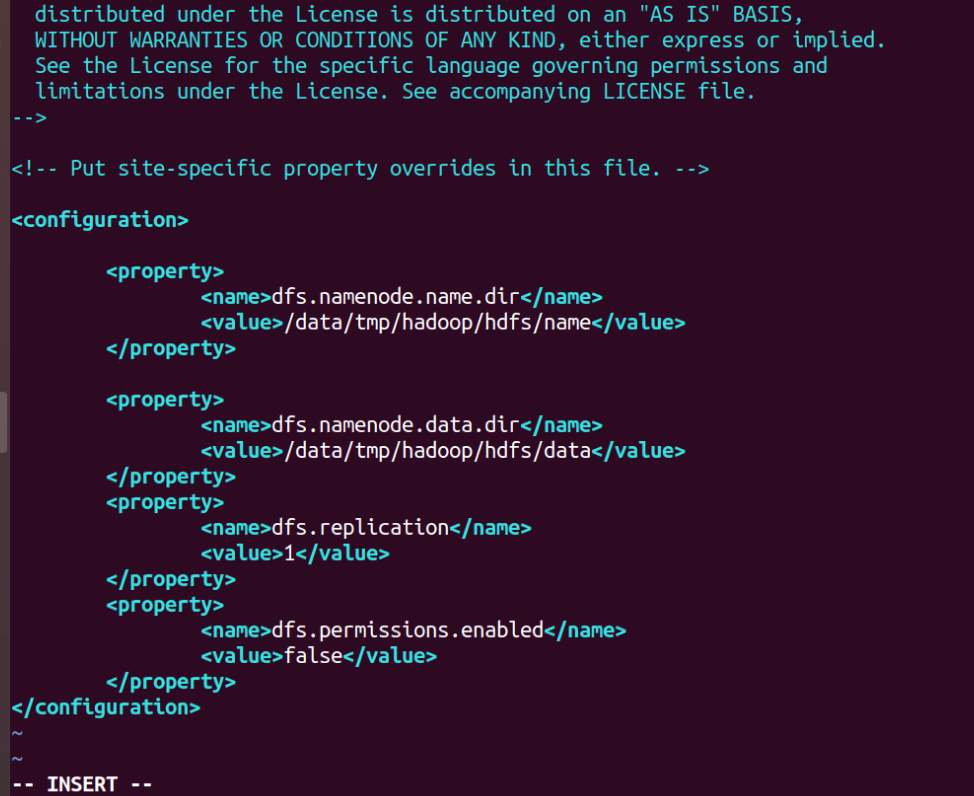 distributed under the License is distributed on an "AS IS" BASIS,
WITHOUT WARRANTIES OR CONDITIONS OF ANY KIND, either express or implied.
See the License for the specific language governing permissions and
limitations under the License. See accompanying LICENSE file.
-->
<!-- Put site-specific property overrides in this file. -->
<configuration>
<property>
<name>dfs.namenode.name.dir</name>
<value>/data/tmp/hadoop/hdfs/name</value>
</property>
<property>
<name>dfs.namenode.data.dir</name>
<value>/data/tmp/hadoop/hdfs/data</value>
</property>
<property>
<name>dfs.replication</name>
<value>1</value>
</property>
<property>
<name>dfs.permissions.enabled</name>
<value>false</value>
</property>
</configuration>
~
~
-- INSERT --